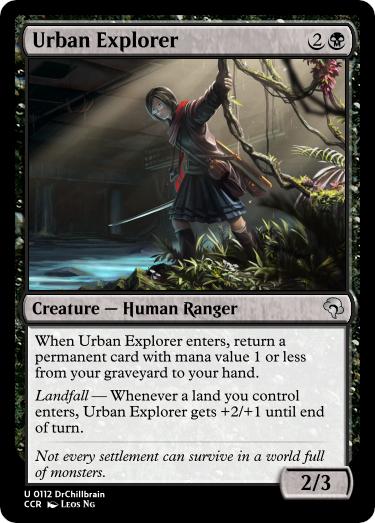 Urban Explorer 2
Creature — Human Ranger
When Urban Explorer enters, return a
permanent card with mana value 1 or less
from your graveyard to your hand.
Landfall — Whenever a land you control
enters, Urban Explorer gets +2/+1 until end
of turn.
Not every settlement can survive in a world full
of monsters.
2/3
U 0112 DrChillbrain
CCR Leos Ng